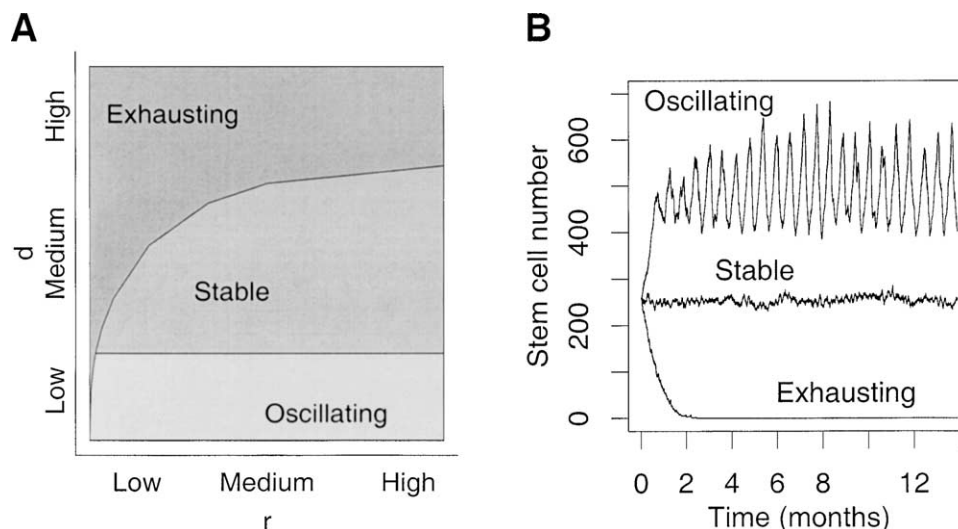 A
High
Medium
Low
d
Exhausting
Stable
Oscillating
Low Medium High
r
B
Stem cell number
600
400
200
0
Oscillating
Stable
Exhausting
0 2 4 6 8 12
Time (months)